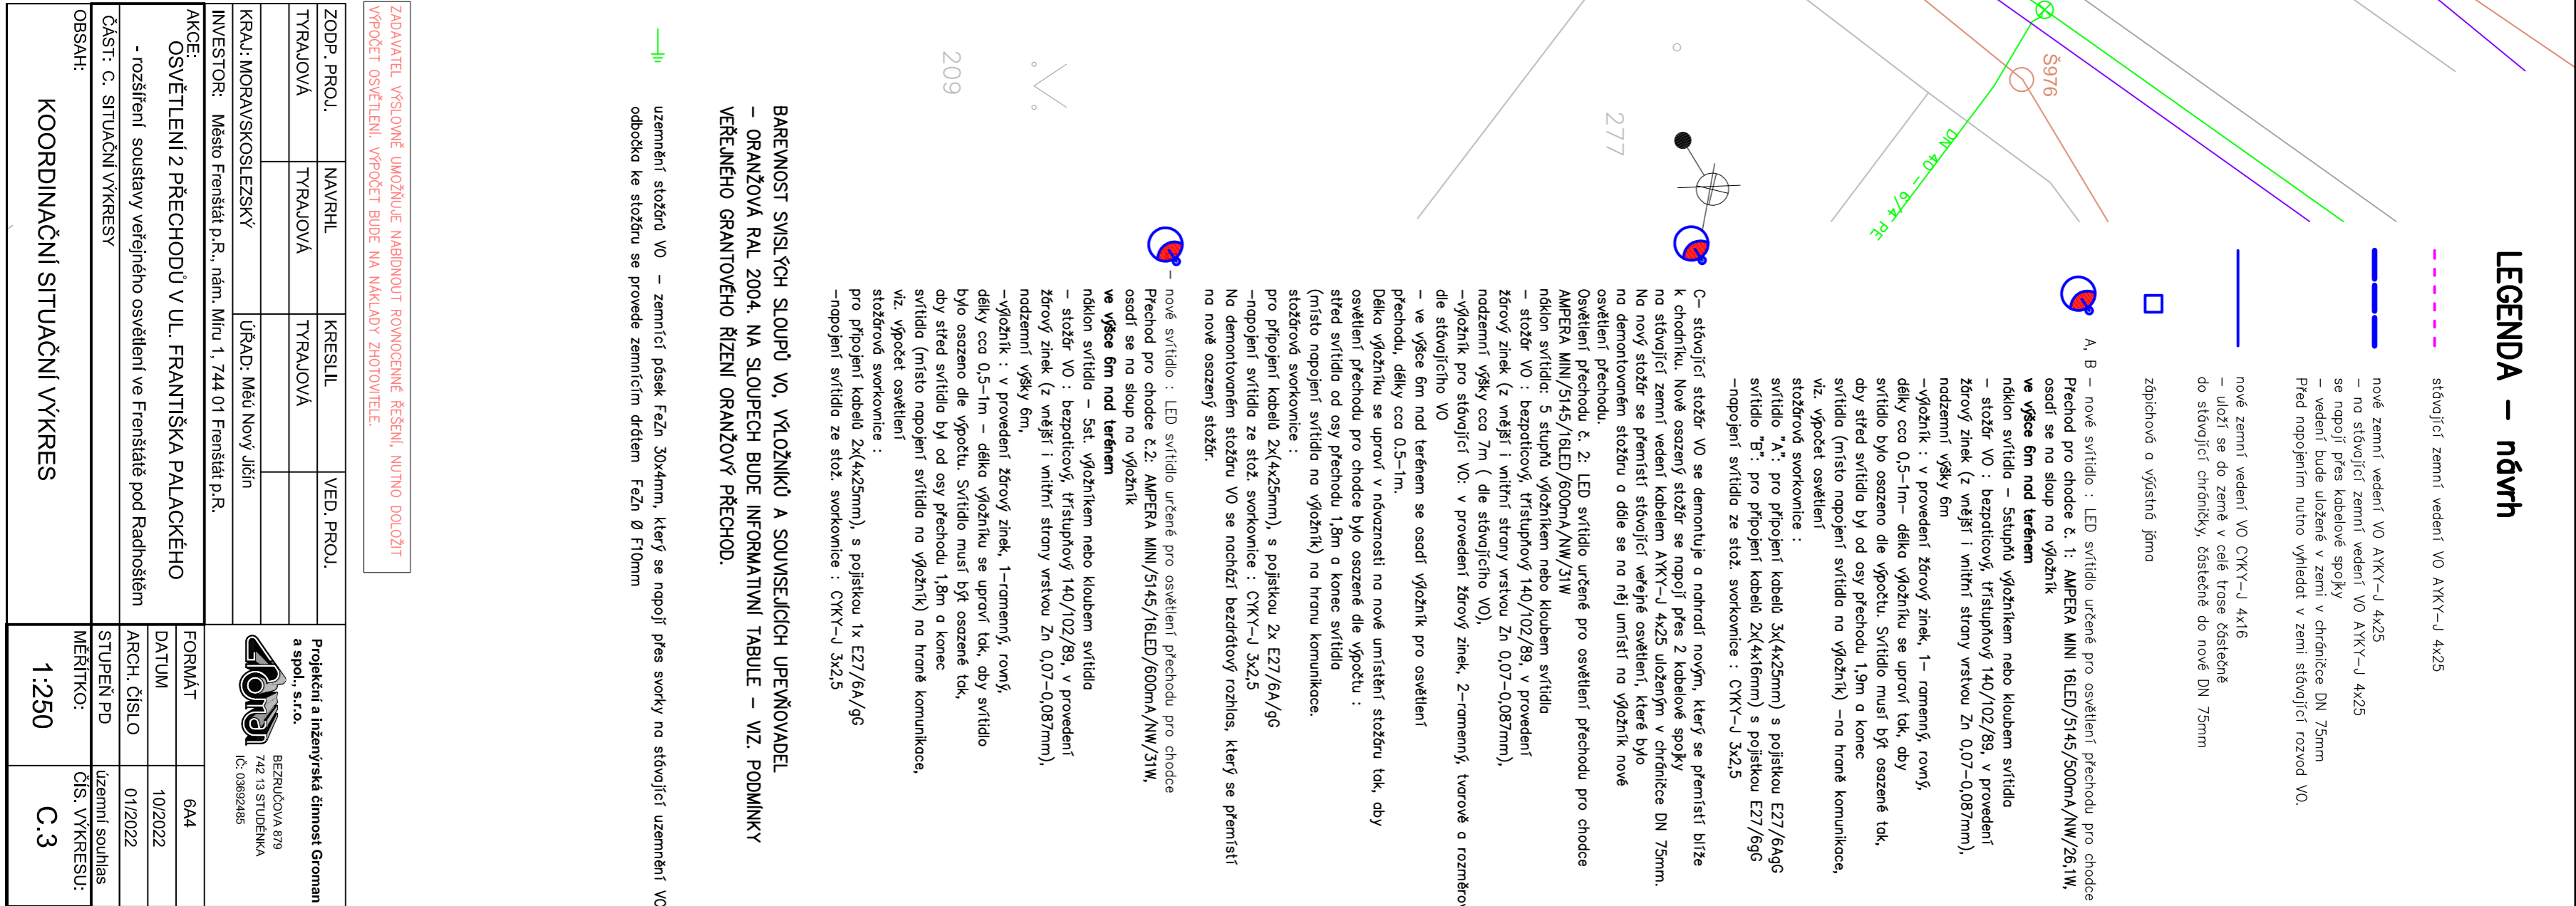 LEGENDA – návrh
stávající zemní vedení VO AYKY–J 4x25
nové zemní vedení VO AYKY–J 4x25
– na stávající zemní vedení VO AYKY–J 4x25
se napojí přes kabelové spojky
– vedení bude uložené v zemi v chráničce DN 75mm
Před napojením nutno vyhledat v zemi stávající rozvod VO.
nové zemní vedení VO CYKY–J 4x16
– uloží se do země v celé trase částečně
do stávající chráničky, částečně do nové DN 75mm
zápichová a výústná jáma
A, B – nové svítidlo : LED svítidlo určené pro osvětlení přechodu pro chodce
Přechod pro chodce č. 1: AMPERA MINI 16LED/5145/500mA/NW/26,1W,
osadí se na sloup na výložník
ve výšce 6m nad terénem
náklon svítidla – 5stupňů výložníkem nebo kloubem svítidla
– stožár VO : bezpaticový, třístupňový 140/102/89, v provedení
žárový zinek (z vnější i vnitřní strany vrstvou Zn 0,07–0,087mm),
nadzemní výšky 6m
–výložník : v provedení žárový zinek, 1– ramenný, rovný,
délky cca 0,5–1m– délka výložníku se upraví tak, aby
svítidlo bylo osazeno dle výpočtu. Svítidlo musí být osazené tak,
aby střed svítidla byl od osy přechodu 1,9m a konec
svítidla (místo napojení svítidla na výložník) –na hraně komunikace,
viz. výpočet osvětlení
stožárová svorkovnice :
svítidlo "A": pro připojení kabelů 3x(4x25mm) s pojistkou E27/6AgG
svítidlo "B": pro připojení kabelů 2x(4x16mm) s pojistkou E27/6gG
–napojení svítidla ze stož. svorkovnice : CYKY–J 3x2,5
C– stávající stožár VO se demontuje a nahradí novým, který se přemístí blíže
k chodníku. Nově osazený stožár se napojí přes 2 kabelové spojky
na stávající zemní vedení kabelem AYKY–J 4x25 uloženým v chráničce DN 75mm.
Na nový stožár se přemístí stávající veřejné osvětlení, které bylo
na demontovaném stožáru a dále se na něj umístí na výložník nové
osvětlení přechodu.
Osvětlení přechodu č. 2: LED svítidlo určené pro osvětlení přechodu pro chodce
AMPERA MINI/5145/16LED/600mA/NW/31W
náklon svítidla: 5 stupňů výložníkem nebo kloubem svítidla
– stožár VO : bezpaticový, třístupňový 140/102/89, v provedení
žárový zinek (z vnější i vnitřní strany vrstvou Zn 0,07–0,087mm),
nadzemní výšky cca 7m ( dle stávajícího VO),
–výložník pro stávající VO: v provedení žárový zinek, 2–ramenný, tvarově a rozměrov
dle stávajícího VO
– ve výšce 6m nad terénem se osadí výložník pro osvětlení
přechodu, délky cca 0.5–1m.
Délka výložníku se upraví v návaznosti na nové umístění stožáru tak, aby
osvětlení přechodu pro chodce bylo osazené dle výpočtu :
střed svítidla od osy přechodu 1,8m a konec svítidla
(místo napojení svítidla na výložník) na hranu komunikace.
stožárová svorkovnice :
pro připojení kabelů 2x(4x25mm), s pojistkou 2x E27/6A/gG
–napojení svítidla ze stož. svorkovnice : CYKY–J 3x2,5
Na demontovaném stožáru VO se nachází bezdrátový rozhlas, který se přemístí
na nově osazený stožár.
– nové svítidlo : LED svítidlo určené pro osvětlení přechodu pro chodce
Přechod pro chodce č.2: AMPERA MINI/5145/16LED/600mA/NW/31W,
osadí se na sloup na výložník
ve výšce 6m nad terénem
náklon svítidla – 5st. výložníkem nebo kloubem svítidla
– stožár VO : bezpaticový, třístupňový 140/102/89, v provedení
žárový zinek (z vnější i vnitřní strany vrstvou Zn 0,07–0,087mm),
nadzemní výšky 6m,
–výložník : v provedení žárový zinek, 1–ramenný, rovný,
délky cca 0,5–1m – délka výložníku se upraví tak, aby svítidlo
bylo osazeno dle výpočtu. Svítidlo musí být osazené tak,
aby střed svítidla byl od osy přechodu 1,8m a konec
svítidla (místo napojení svítidla na výložník) na hraně komunikace,
viz. výpočet osvětlení
stožárová svorkovnice :
pro připojení kabelů 2x(4x25mm), s pojistkou 1x E27/6A/gG
–napojení svítidla ze stož. svorkovnice : CYKY–J 3x2,5
BAREVNOST SVISLÝCH SLOUPŮ VO, VÝLOŽNÍKŮ A SOUVISEJÍCÍCH UPEVŇOVADEL
– ORANŽOVÁ RAL 2004. NA SLOUPECH BUDE INFORMATIVNÍ TABULE – VIZ. PODMÍNKY
VEŘEJNÉHO GRANTOVÉHO ŘÍZENÍ ORANŽOVÝ PŘECHOD.
uzemnění stožárů VO – zemnící pásek FeZn 30x4mm, který se napojí přes svorky na stávající uzemnění VO
odbočka ke stožáru se provede zemnícím drátem FeZn Ø F10mm
Š976
DN 40 – 6/4 PE
277
209
ZADAVATEL VÝSLOVNĚ UMOŽŇUJE NABÍDNOUT ROVNOCENNÉ ŘEŠENÍ, NUTNO DOLOŽIT
VÝPOČET OSVĚTLENÍ. VÝPOČET BUDE NA NÁKLADY ZHOTOVITELE.
ZODP. PROJ. NAVRHL KRESLIL VED. PROJ.
TYRAJOVÁ TYRAJOVÁ TYRAJOVÁ
KRAJ: MORAVSKOSLEZSKÝ ÚŘAD: MěÚ Nový Jičín
INVESTOR: Město Frenštát p.R., nám. Míru 1, 744 01 Frenštát p.R.
AKCE:
OSVĚTLENÍ 2 PŘECHODŮ V UL. FRANTIŠKA PALACKÉHO
- rozšíření soustavy veřejného osvětlení ve Frenštátě pod Radhoštěm
ČÁST: C. SITUAČNÍ VÝKRESY
OBSAH:
KOORDINAČNÍ SITUAČNÍ VÝKRES
Projekční a inženýrská činnost Groman
a spol., s.r.o.
BEZRUČOVA 879
742 13 STUDÉNKA
IČ: 03692485
FORMÁT 6A4
DATUM 10/2022
ARCH. ČÍSLO 01/2022
STUPEŇ PD územní souhlas
MĚŘÍTKO: ČÍS. VÝKRESU:
1:250 C.3